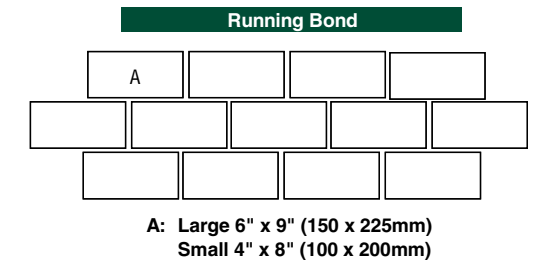 Running Bond
A
A: Large 6" x 9" (150 x 225mm)
Small 4" x 8" (100 x 200mm)